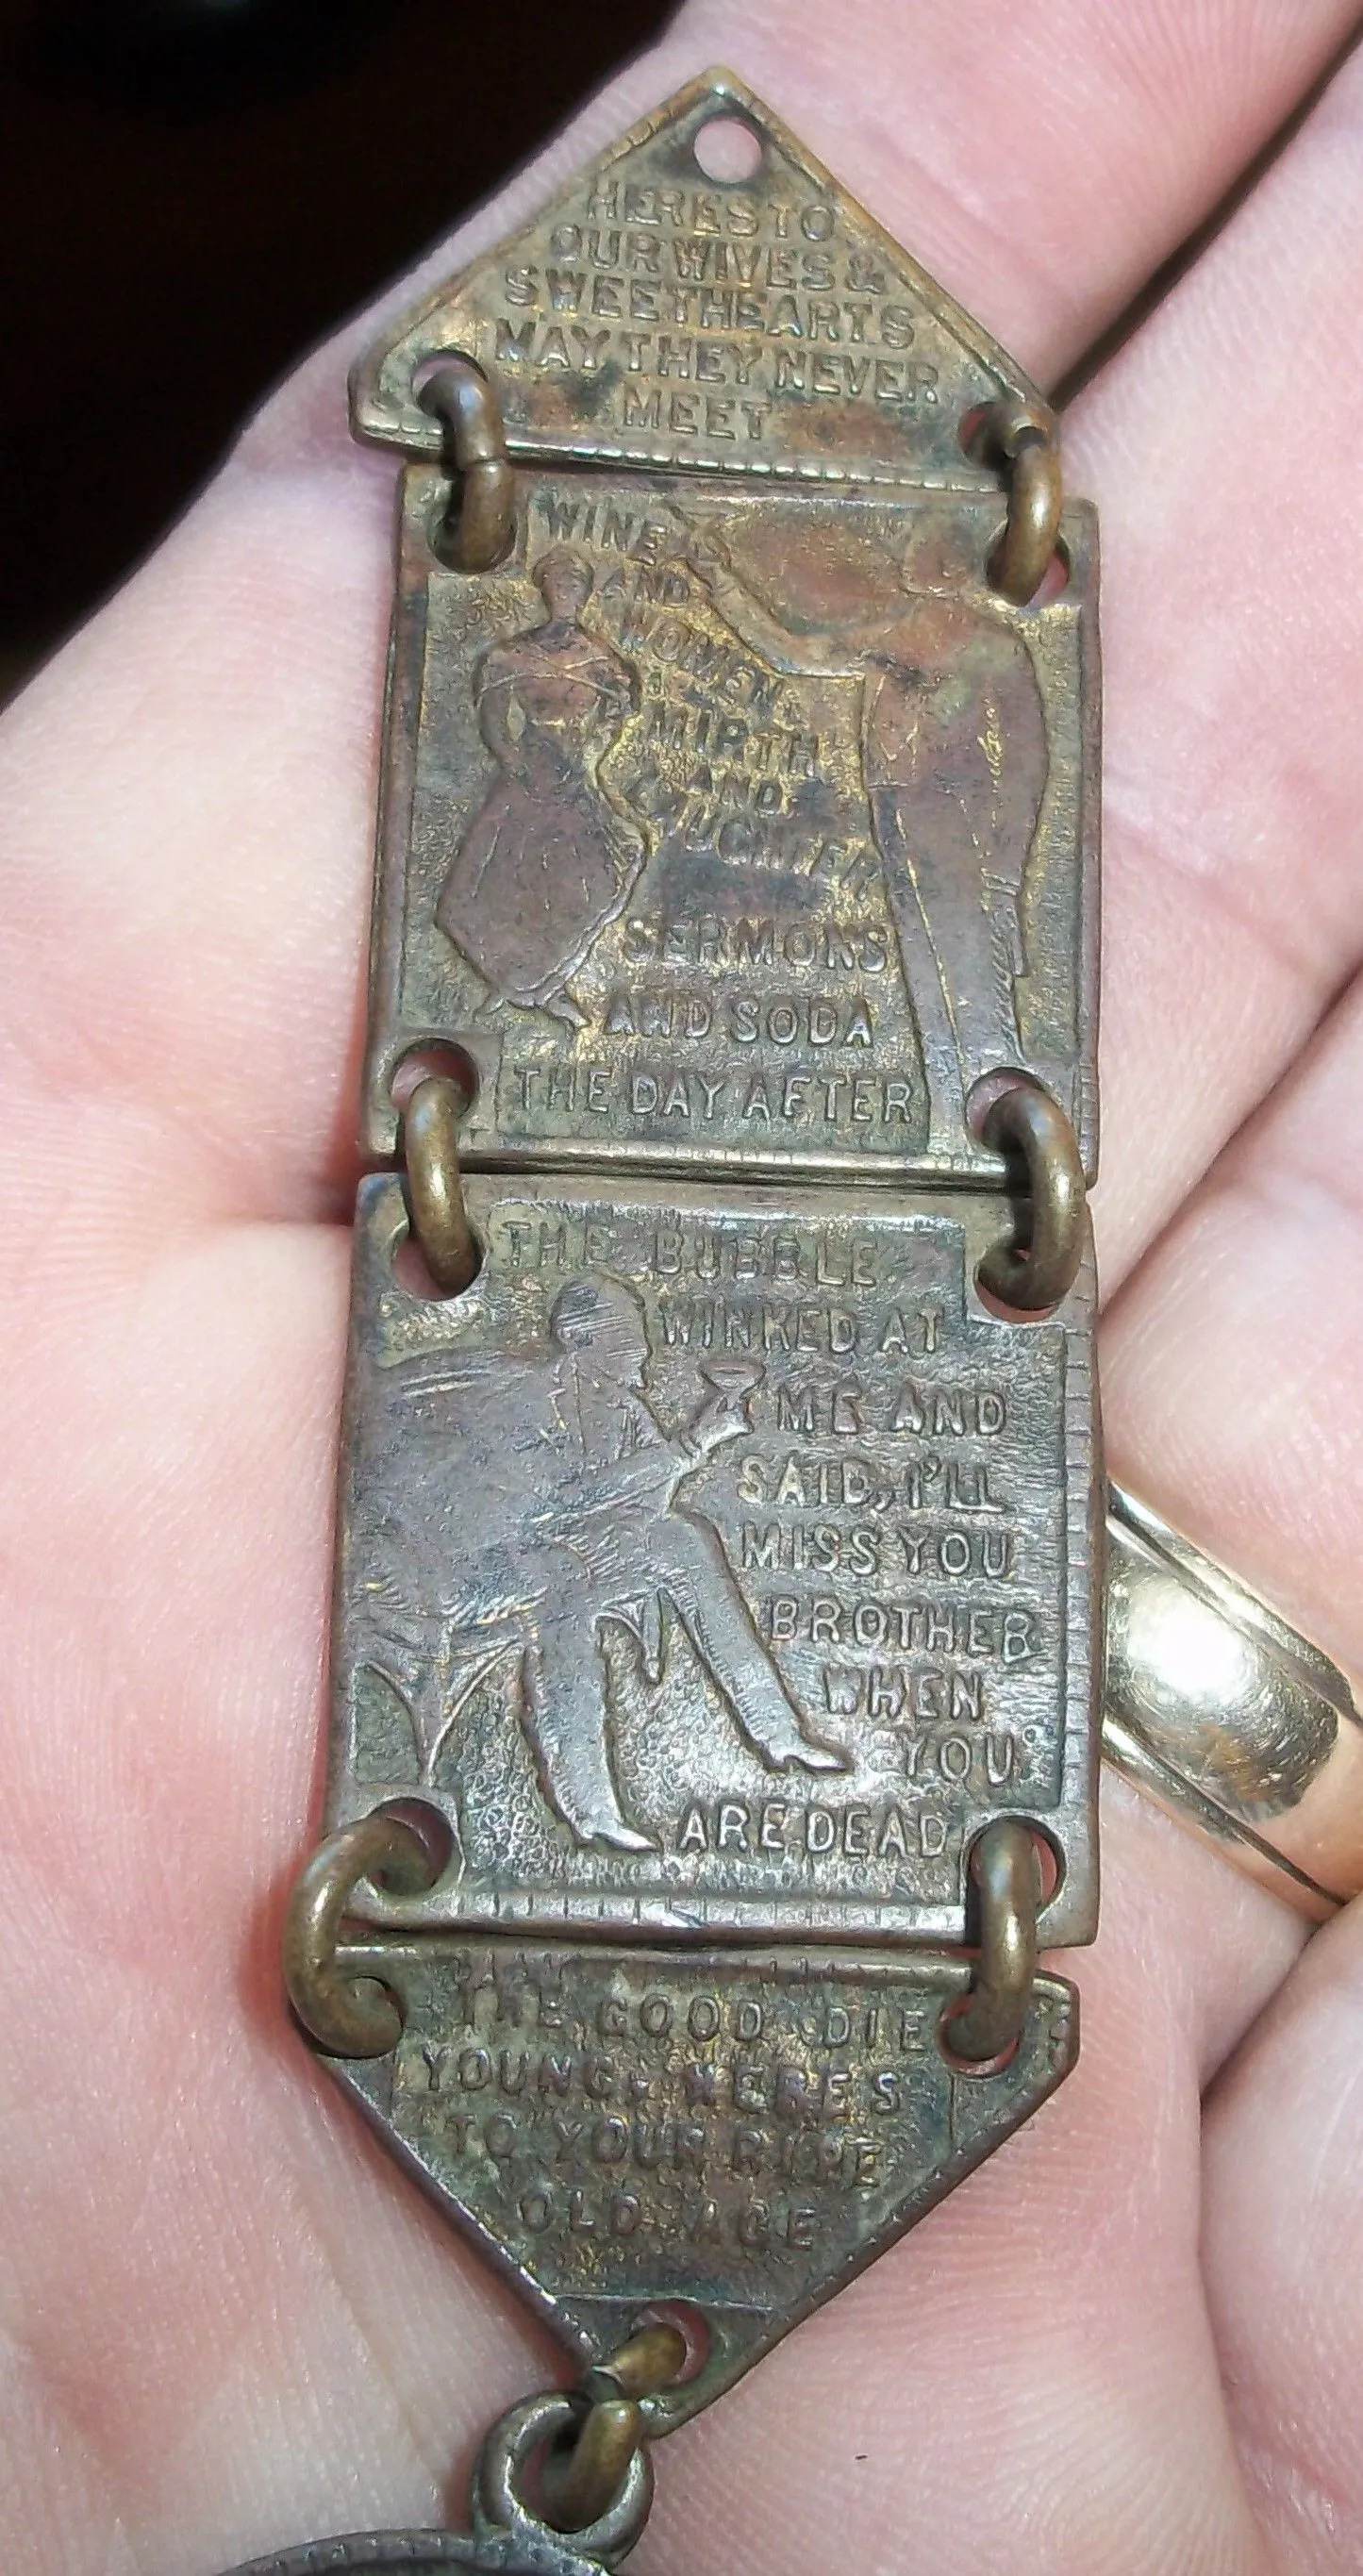 HERES TO
OUR WIVES &
SWEETHEARTS
MAY THEY NEVER
MEET
WINE
AND
WOMEN,
MIRTH
AND
LAUGHTER
SERMONS
AND SODA
THE DAY AFTER
THE BUBBLE
WINKED AT
ME AND
SAID, I'LL
MISS YOU
BROTHER
WHEN
YOU
ARE DEAD
THE GOOD DIE
YOUNG HERES
TO YOUR RIPE
OLD AGE